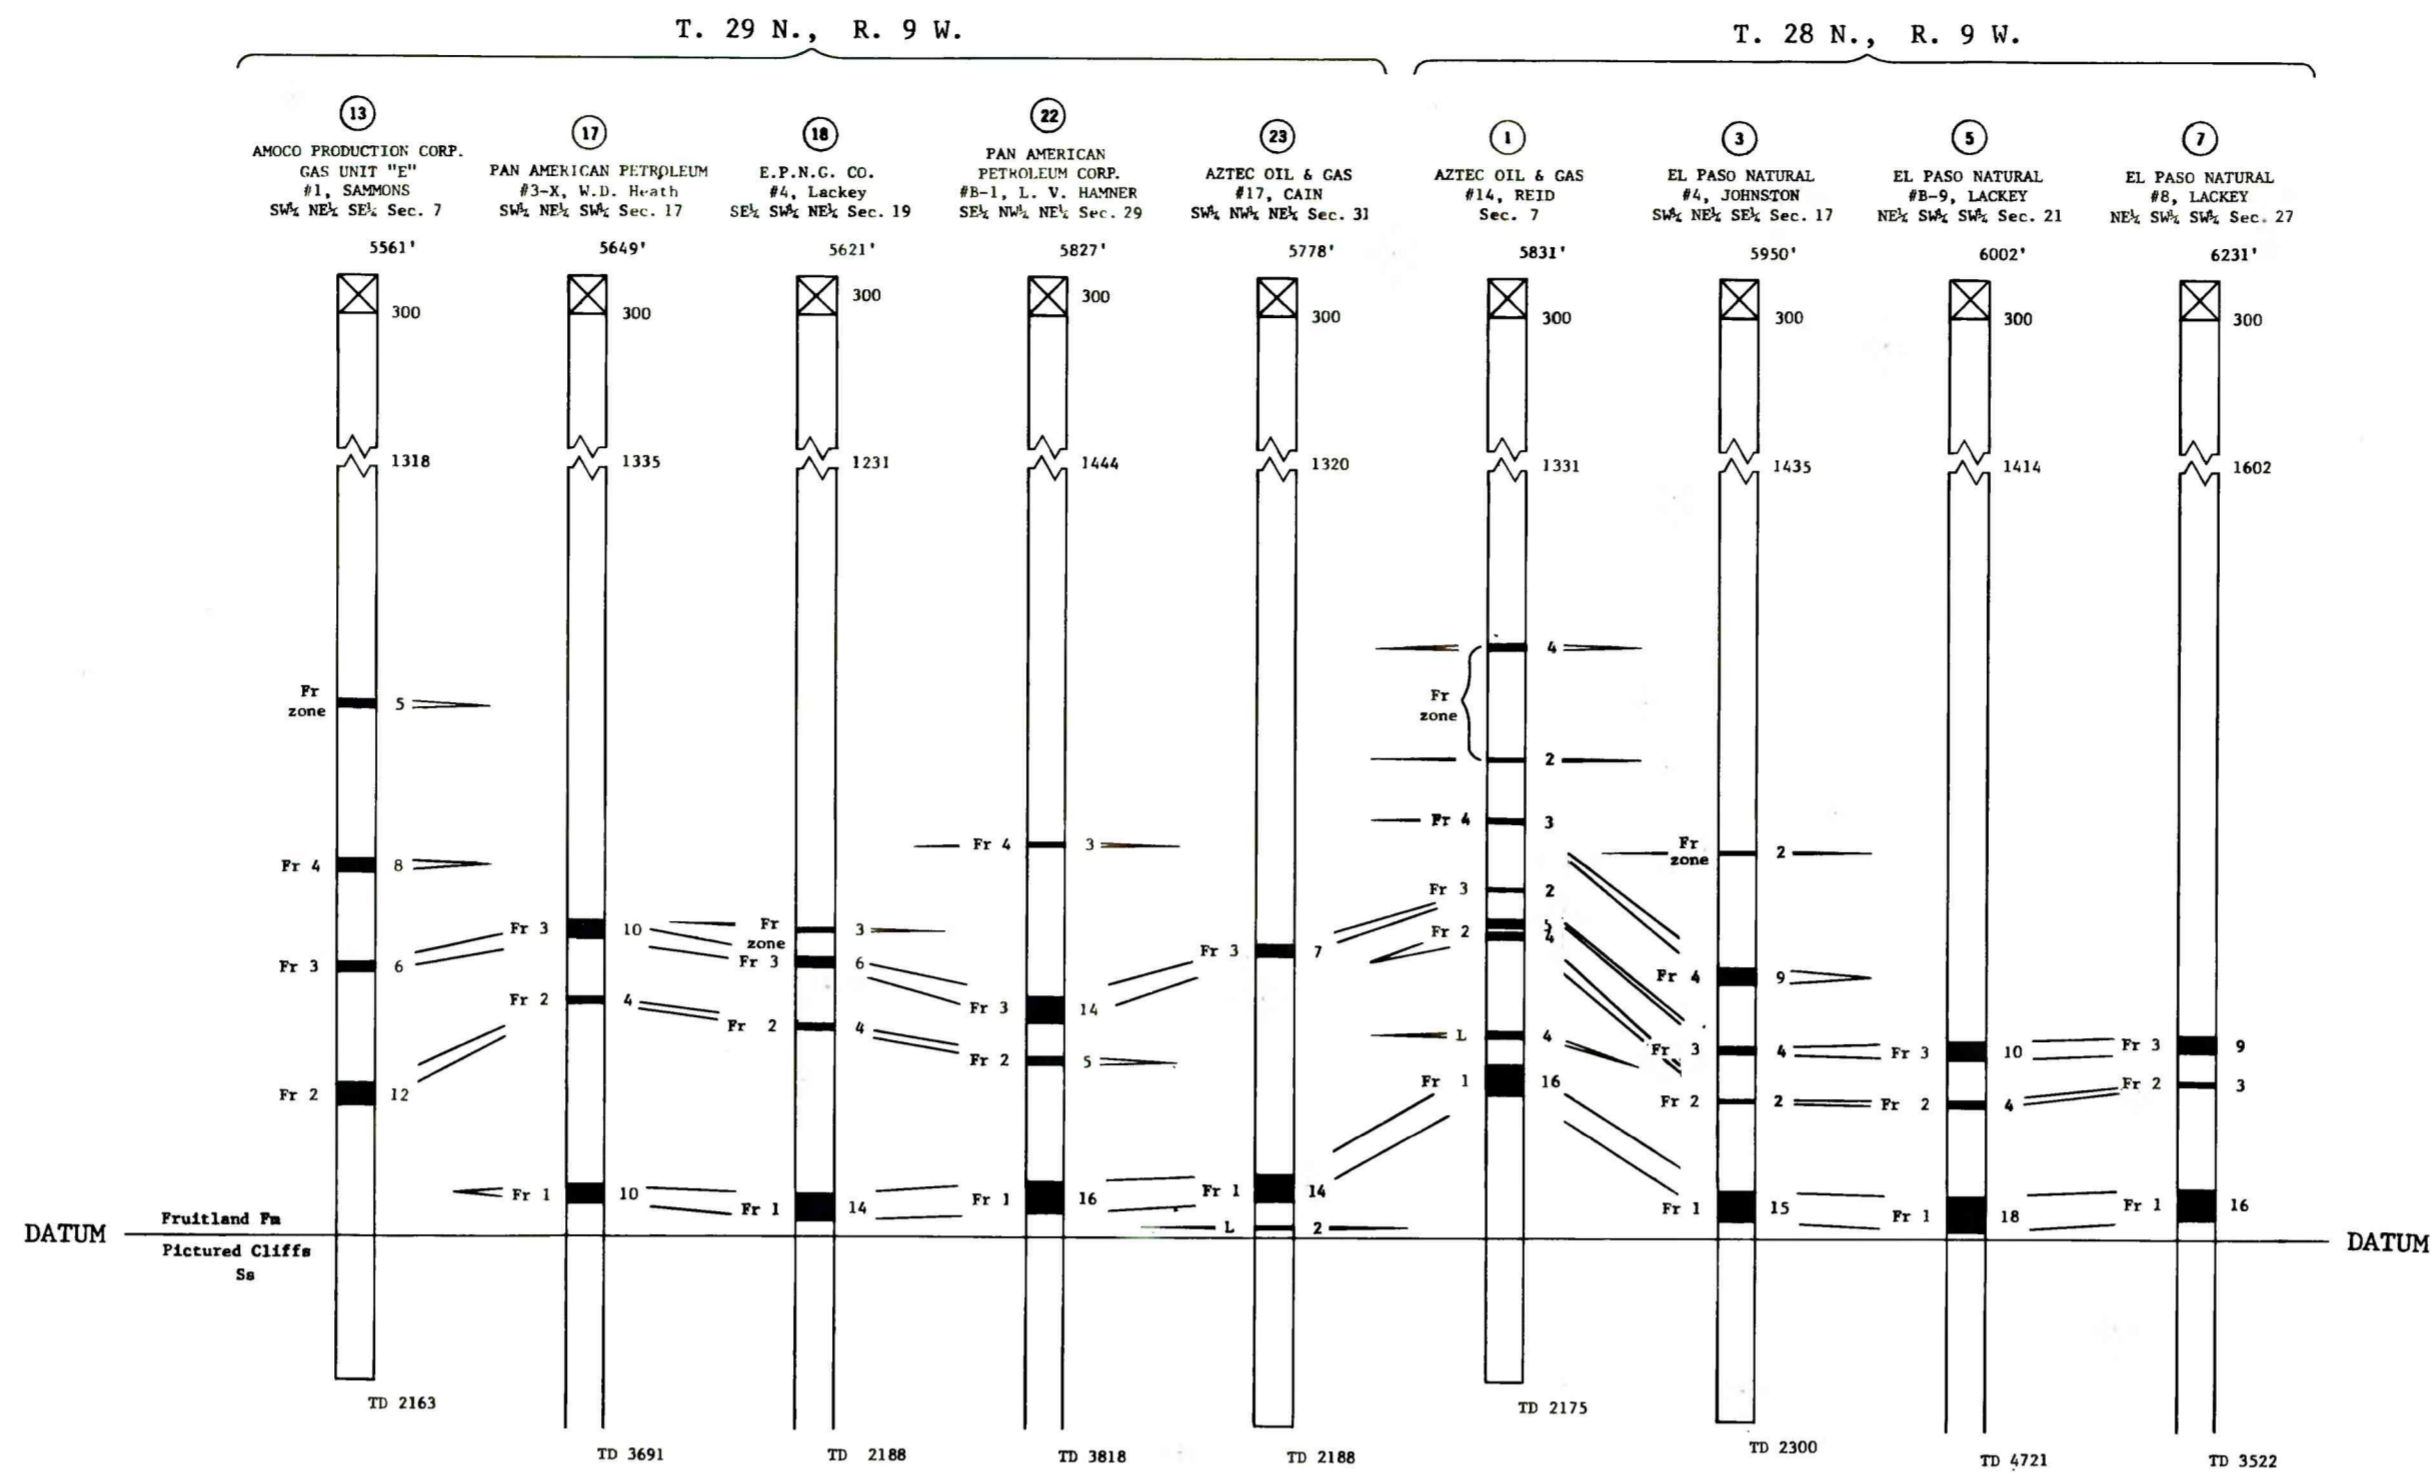 T. 29 N., R. 9 W.
T. 28 N., R. 9 W.
13
AMOCO PRODUCTION CORP.
GAS UNIT "E"
#1, SAMMONS
SW¼ NE¼ SE¼ Sec. 7
5561'
17
PAN AMERICAN PETROLEUM
#3-X, W.D. Heath
SW¼ NE¼ SW¼ Sec. 17
5649'
18
E.P.N.G. CO.
#4, Lackey
SE¼ SW¼ NE¼ Sec. 19
5621'
22
PAN AMERICAN
PETROLEUM CORP.
#B-1, L. V. HAMNER
SE¼ NW¼ NE¼ Sec. 29
5827'
23
AZTEC OIL & GAS
#17, CAIN
SW¼ NW¼ NE¼ Sec. 31
5778'
1
AZTEC OIL & GAS
#14, REID
Sec. 7
5831'
3
EL PASO NATURAL
#4, JOHNSTON
SW¼ NE¼ SE¼ Sec. 17
5950'
5
EL PASO NATURAL
#B-9, LACKEY
NE¼ SW¼ SW¼ Sec. 21
6002'
7
EL PASO NATURAL
#8, LACKEY
NE¼ SW¼ SW¼ Sec. 27
6231'
300 300 300 300 300 300 300 300 300
1318 1335 1231 1444 1320 1331 1435 1414 1602
Fr
zone 5
Fr 4 8
Fr 3 6
Fr 2 12
Fr 3 10
Fr 2 4
Fr 1 10
Fr
zone 3
Fr 3 6
Fr 2 4
Fr 1 14
Fr 4 3
Fr 3 14
Fr 2 5
Fr 1 16
Fr 3 7
Fr 1 14
L 2
4
Fr
zone
2
Fr 4 3
Fr 3 2
Fr 2 4
L 4
Fr 1 16
Fr
zone 2
Fr 4 9
Fr 3 4
Fr 2 2
Fr 1 15
Fr 3 10
Fr 2 4
Fr 1 18
Fr 3 9
Fr 2 3
Fr 1 16
DATUM
Fruitland Fm
Pictured Cliffs
Ss
DATUM
TD 2163
TD 3691
TD 2188
TD 3818
TD 2188
TD 2175
TD 2300
TD 4721
TD 3522